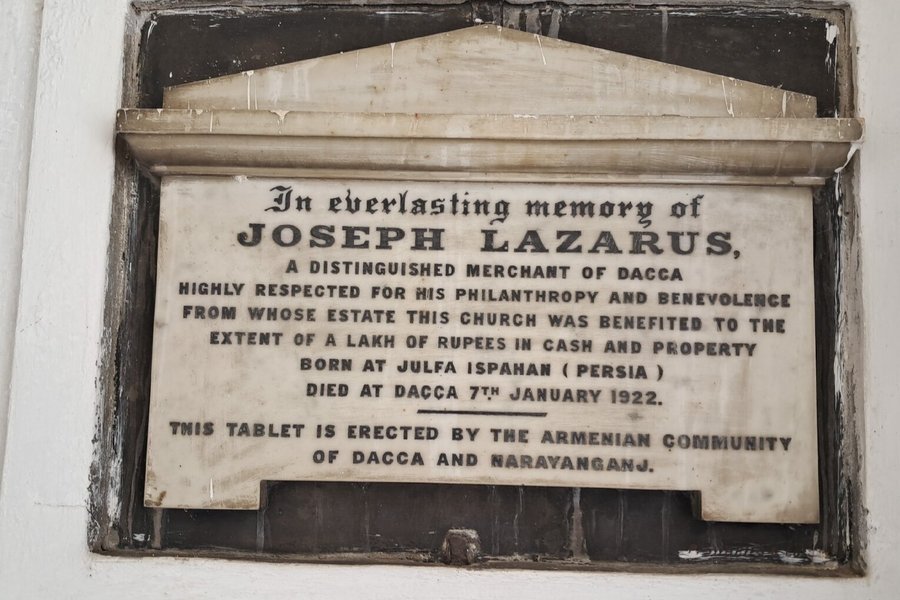 In everlasting memory of
JOSEPH LAZARUS,
A DISTINGUISHED MERCHANT OF DACCA
HIGHLY RESPECTED FOR HIS PHILANTHROPY AND BENEVOLENCE
FROM WHOSE ESTATE THIS CHURCH WAS BENEFITED TO THE
EXTENT OF A LAKH OF RUPEES IN CASH AND PROPERTY
BORN AT JULFA ISPAHAN ( PERSIA )
DIED AT DACCA 7TH JANUARY 1922.
THIS TABLET IS ERECTED BY THE ARMENIAN COMMUNITY
OF DACCA AND NARAYANGANJ.